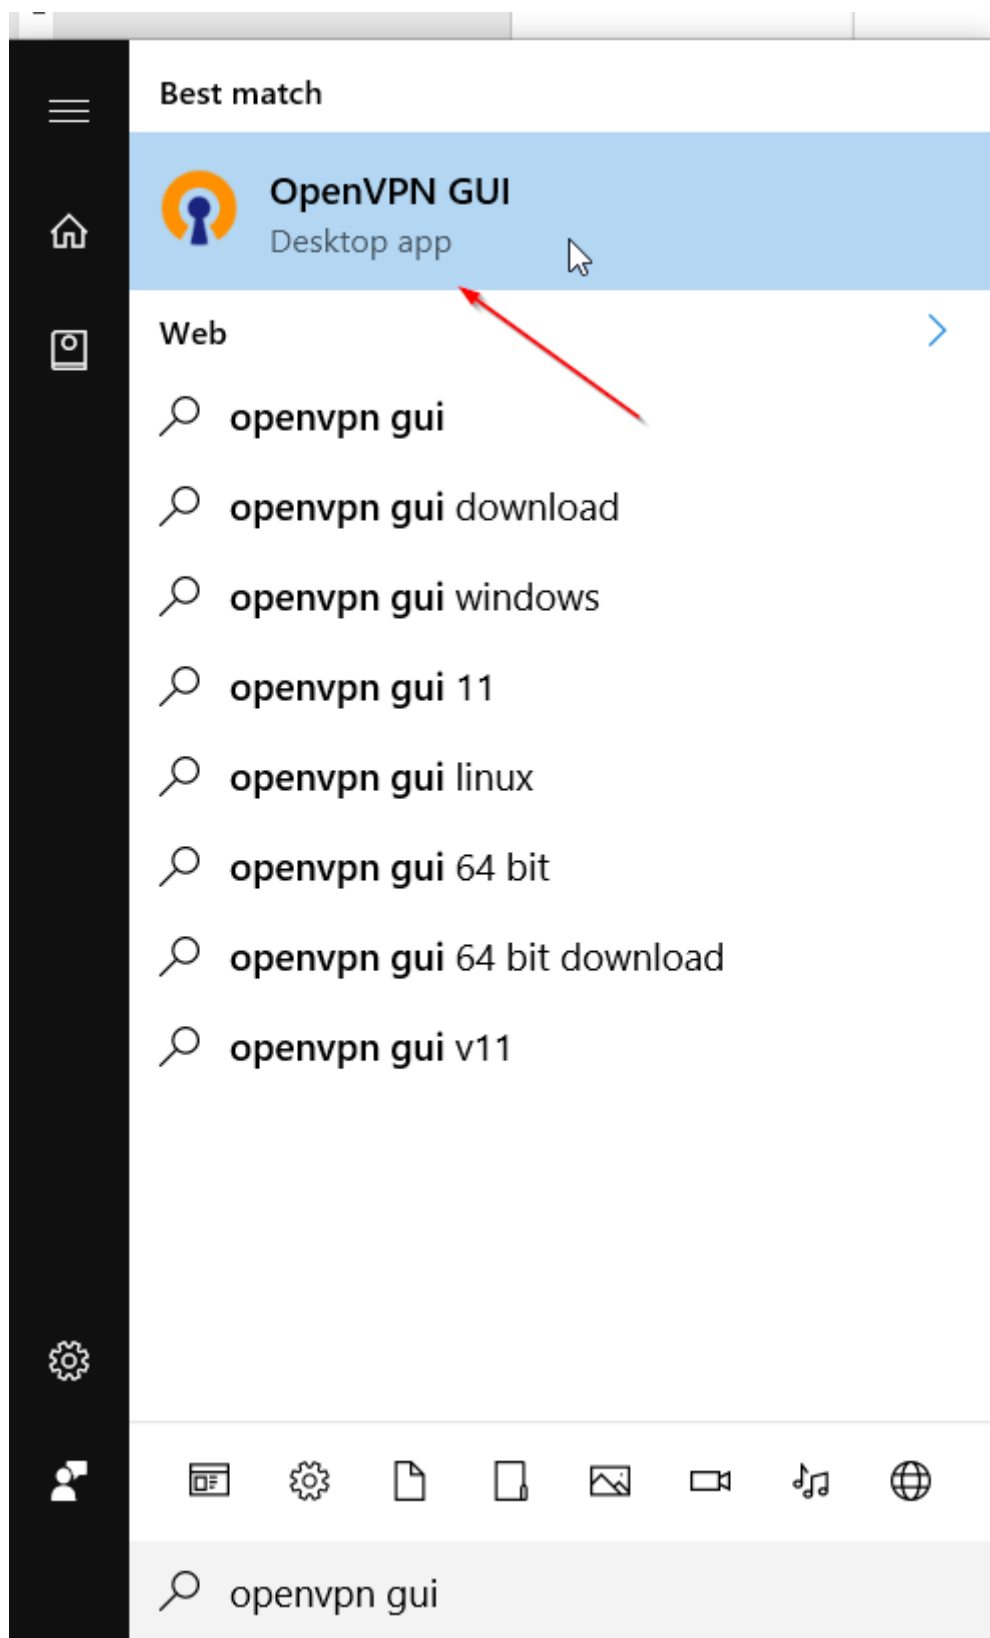 Best match
OpenVPN GUI
Desktop app
Web
openvpn gui
openvpn gui download
openvpn gui windows
openvpn gui 11
openvpn gui linux
openvpn gui 64 bit
openvpn gui 64 bit download
openvpn gui v11
openvpn gui